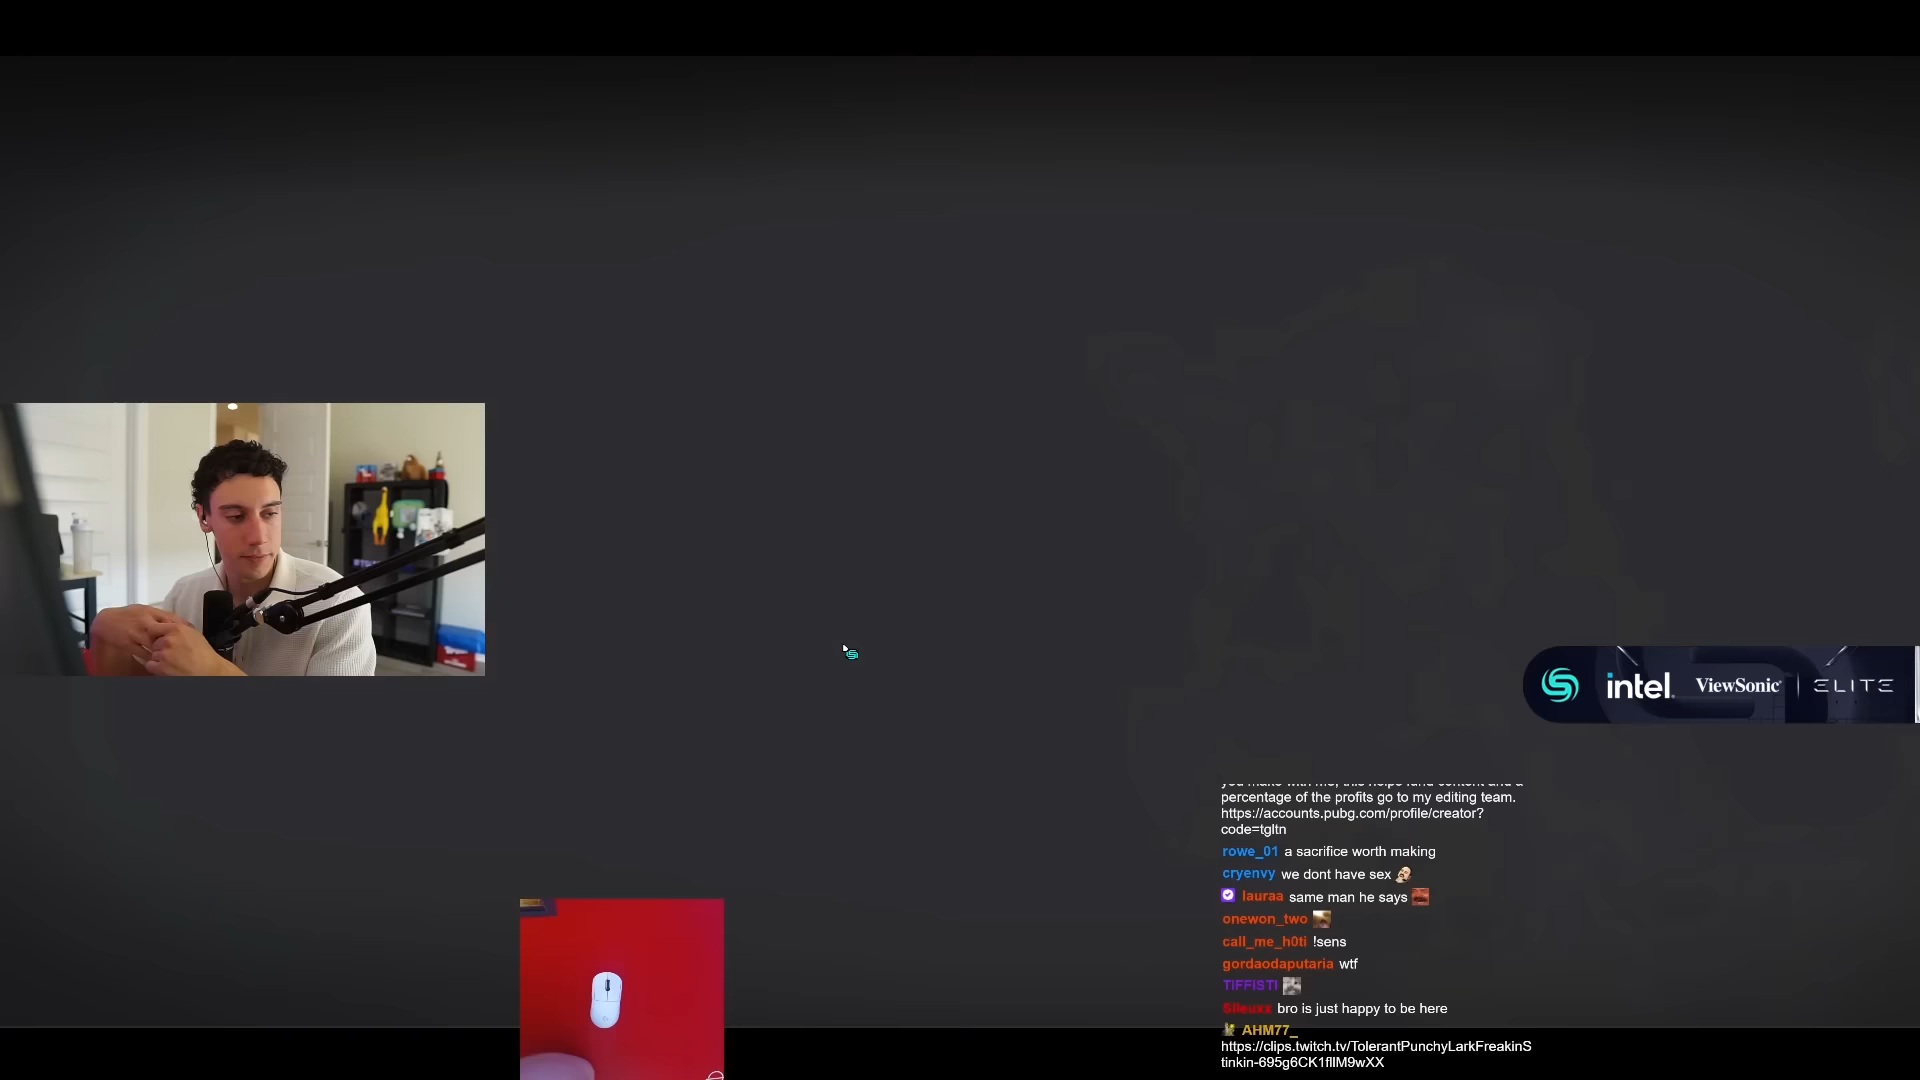 intel.
ViewSonic
ELITE
percentage of the profits go to my editing team.
https://accounts.pubg.com/profile/creator?
code=tgltn
rowe_01 a sacrifice worth making
cryenvy we dont have sex
lauraa same man he says
onewon_two
call_me_h0ti !sens
gordaodaputaria wtf
TIFFISTI
bro is just happy to be here
AHM77_
https://clips.twitch.tv/TolerantPunchyLarkFreakinS